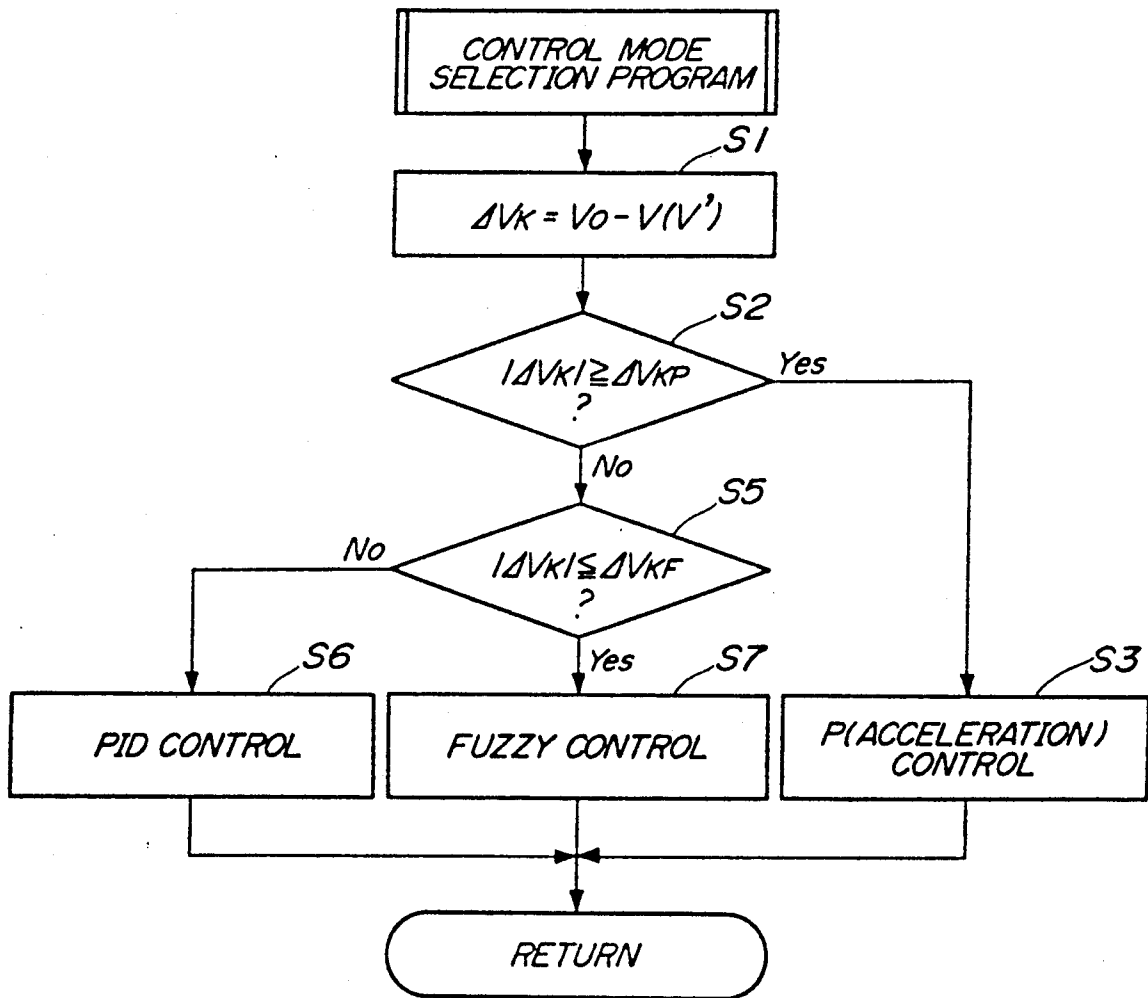 CONTROL MODE
SELECTION PROGRAM
S1
ΔVK = Vo - V(V')
S2
|ΔVK| ≧ ΔVKP
?
Yes
No
S5
|ΔVK| ≦ ΔVKF
?
No
Yes
S6
PID CONTROL
S7
FUZZY CONTROL
S3
P(ACCELERATION)
CONTROL
RETURN